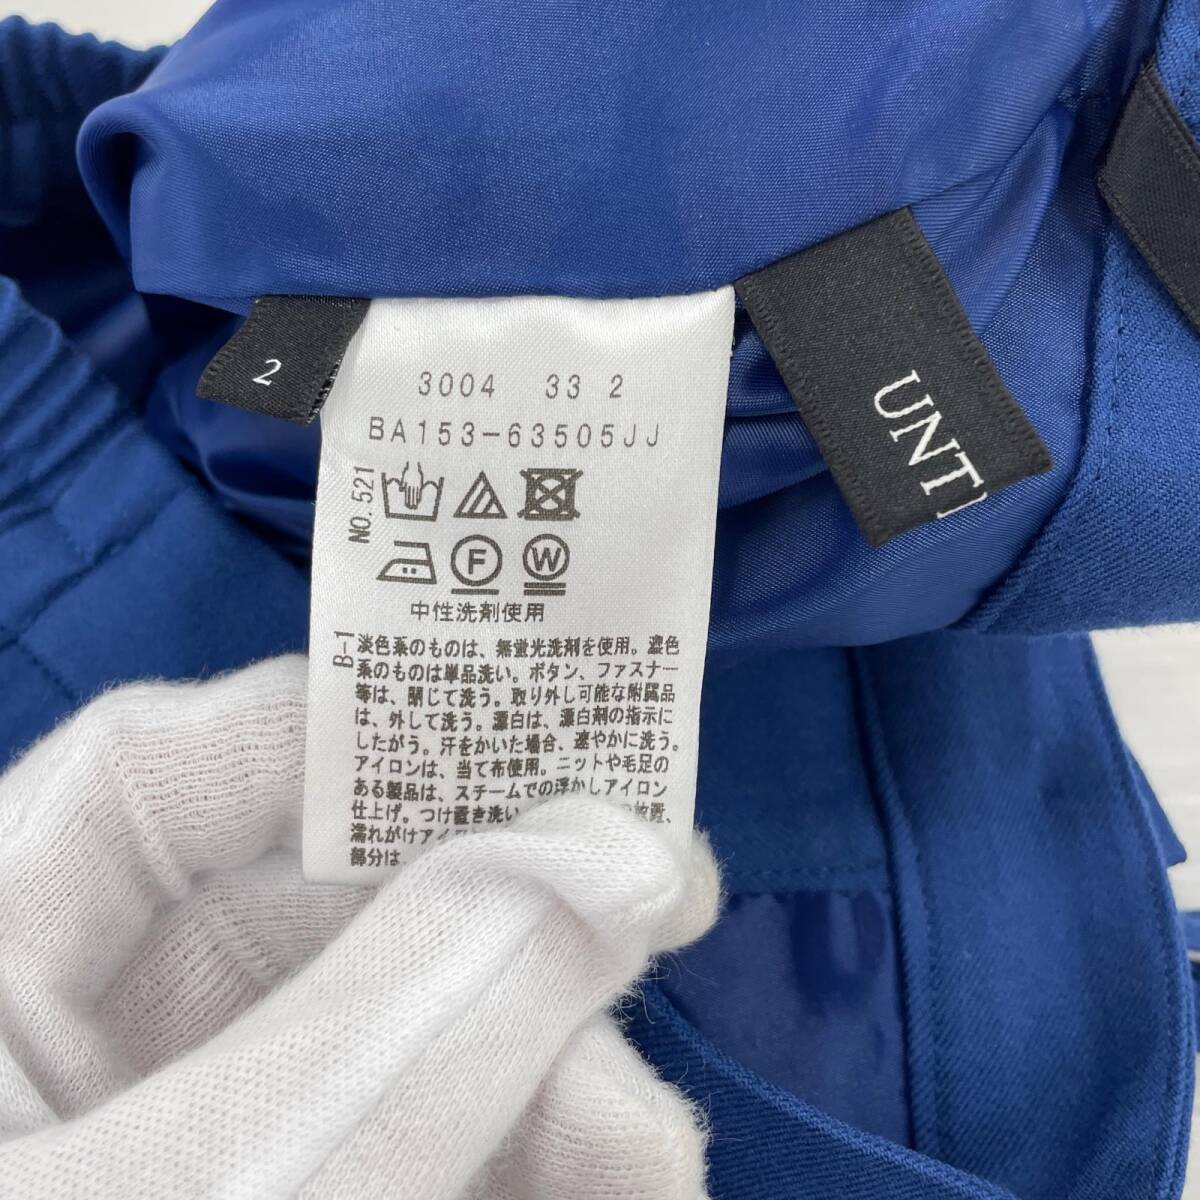 2
3004 33 2
BA153-63505JJ
NO.521
F
W
中性洗剤使用
B-1
淡色系のものは、無蛍光洗剤を使用。濃色
系のものは単品洗い。ボタン、ファスナー
等は、閉じて洗う。取り外し可能な附属品
は、外して洗う。漂白は、漂白剤の指示に
したがう。汗をかいた場合、速やかに洗う。
アイロンは、当て布使用。ニットや毛足の
ある製品は、スチームでの浮かしアイロン
仕上げ。つけ置き洗い、放置、
濡れがけアイロ
部分は、
UNT